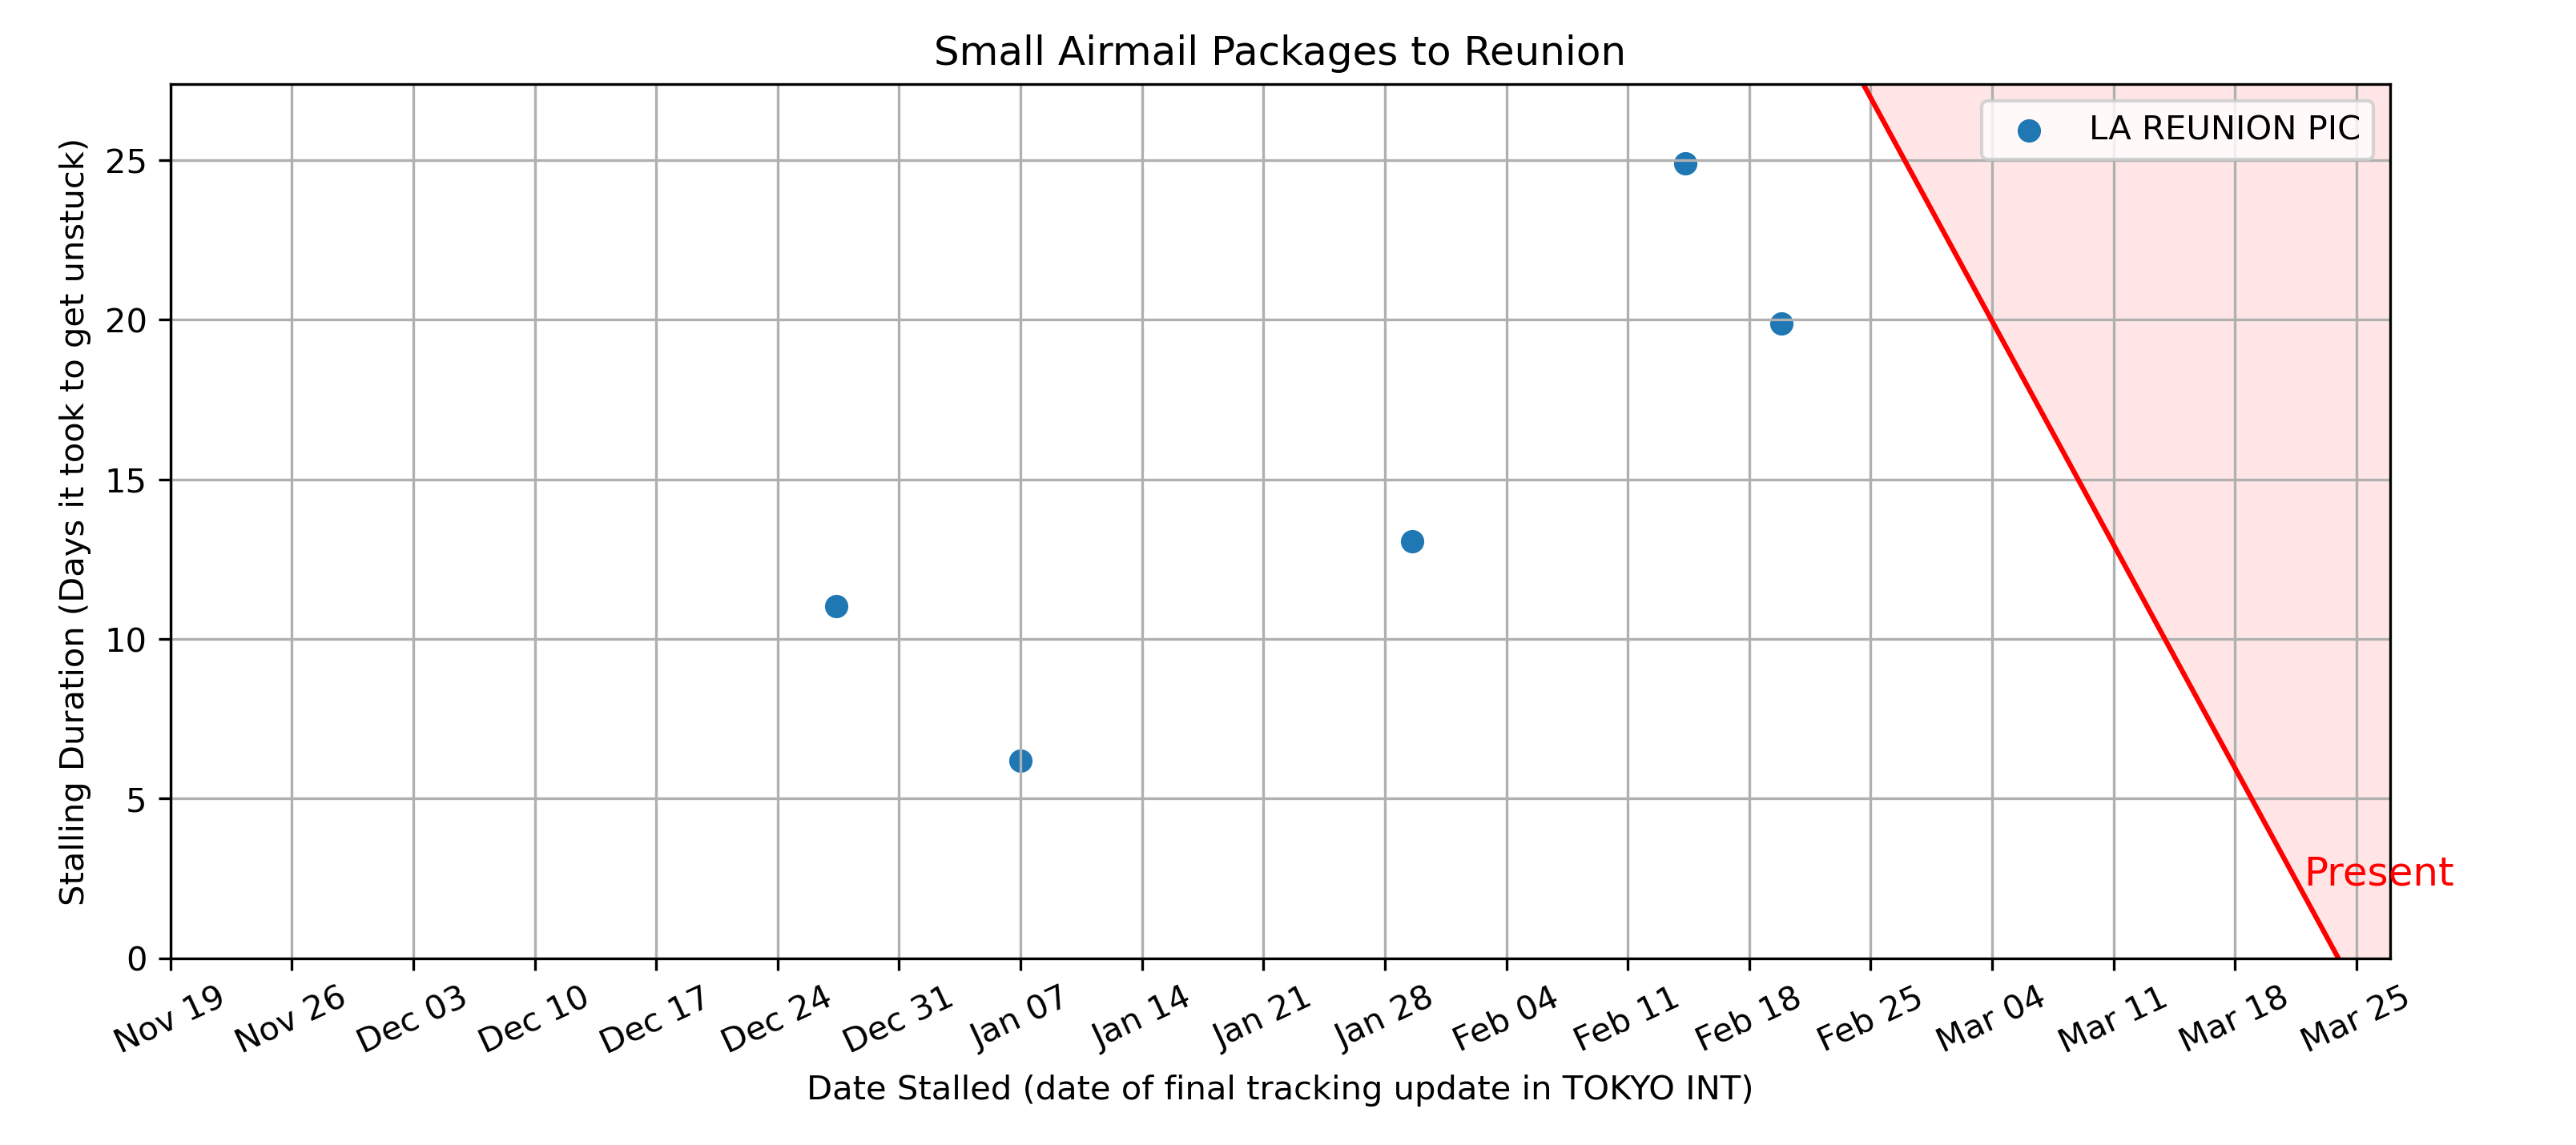 Small Airmail Packages to Reunion
LA REUNION PIC
Stalling Duration (Days it took to get unstuck)
25
20
15
10
5
0
Present
Nov 19
Nov 26
Dec 03
Dec 10
Dec 17
Dec 24
Dec 31
Jan 07
Jan 14
Jan 21
Jan 28
Feb 04
Feb 11
Feb 18
Feb 25
Mar 04
Mar 11
Mar 18
Mar 25
Date Stalled (date of final tracking update in TOKYO INT)